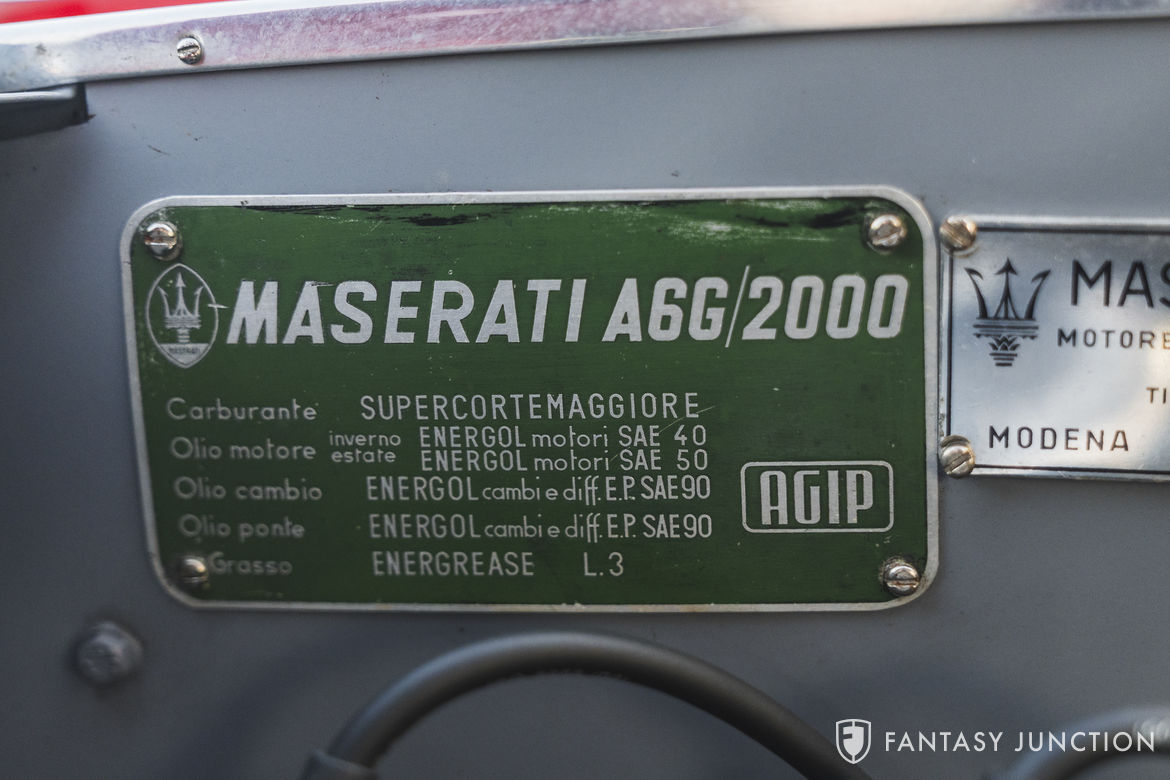 MASERATI A6G/2000
MASERATI
Carburante SUPERCORTEMAGGIORE
Olio motore inverno ENERGOL motori SAE 40
estate ENERGOL motori SAE 50
Olio cambio ENERGOL cambi e diff. E.P. SAE 90
Olio ponte ENERGOL cambi e diff. E.P. SAE 90
Grasso ENERGREASE L.3
AGIP
MAS
MOTORE
TI
MODENA
FANTASY JUNCTION